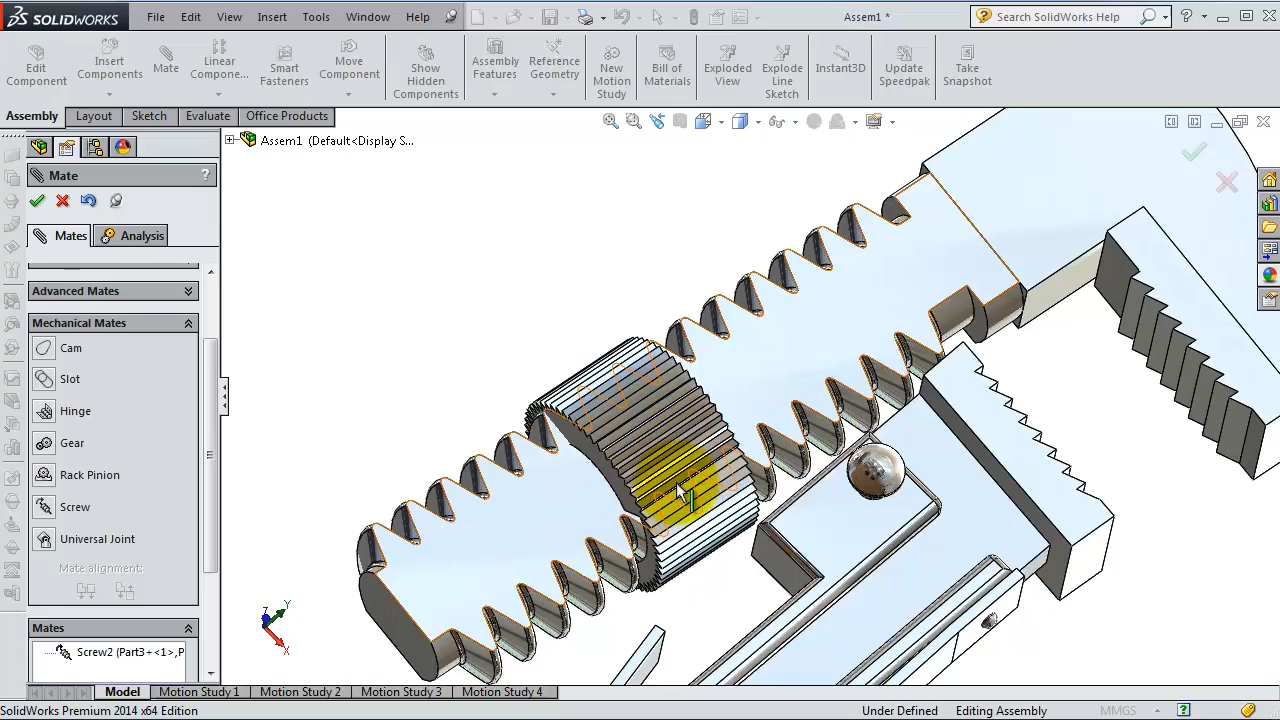 SOLIDWORKS File Edit View Insert Tools Window Help Assem1 * Search SolidWorks Help
Edit Component
Insert Components
Mate
Linear Compone...
Smart Fasteners
Move Component
Show Hidden Components
Assembly Features
Reference Geometry
New Motion Study
Bill of Materials
Exploded View
Explode Line Sketch
Instant3D
Update Speedpak
Take Snapshot
Assembly Layout Sketch Evaluate Office Products
Assem1 (Default<Display S...
Mate ?
Mates Analysis
Advanced Mates
Mechanical Mates
Cam
Slot
Hinge
Gear
Rack Pinion
Screw
Universal Joint
Mate alignment:
Mates
Screw2 (Part3+<1>,P
Z Y X
Model Motion Study 1 Motion Study 2 Motion Study 3 Motion Study 4
SolidWorks Premium 2014 x64 Edition Under Defined Editing Assembly MMGS